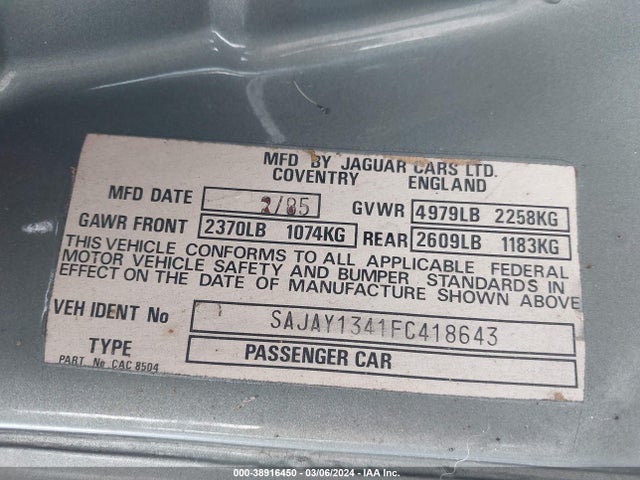 MFD BY JAGUAR CARS LTD.
COVENTRY ENGLAND
MFD DATE 2/85 GVWR 4979LB 2258KG
GAWR FRONT 2370LB 1074KG REAR 2609LB 1183KG
THIS VEHICLE CONFORMS TO ALL APPLICABLE FEDERAL
MOTOR VEHICLE SAFETY AND BUMPER STANDARDS IN
EFFECT ON THE DATE OF MANUFACTURE SHOWN ABOVE
VEH IDENT No SAJAY1341FC418643
TYPE PASSENGER CAR
PART. No CAC 8504
000-38916450 - 03/06/2024 - IAA Inc.